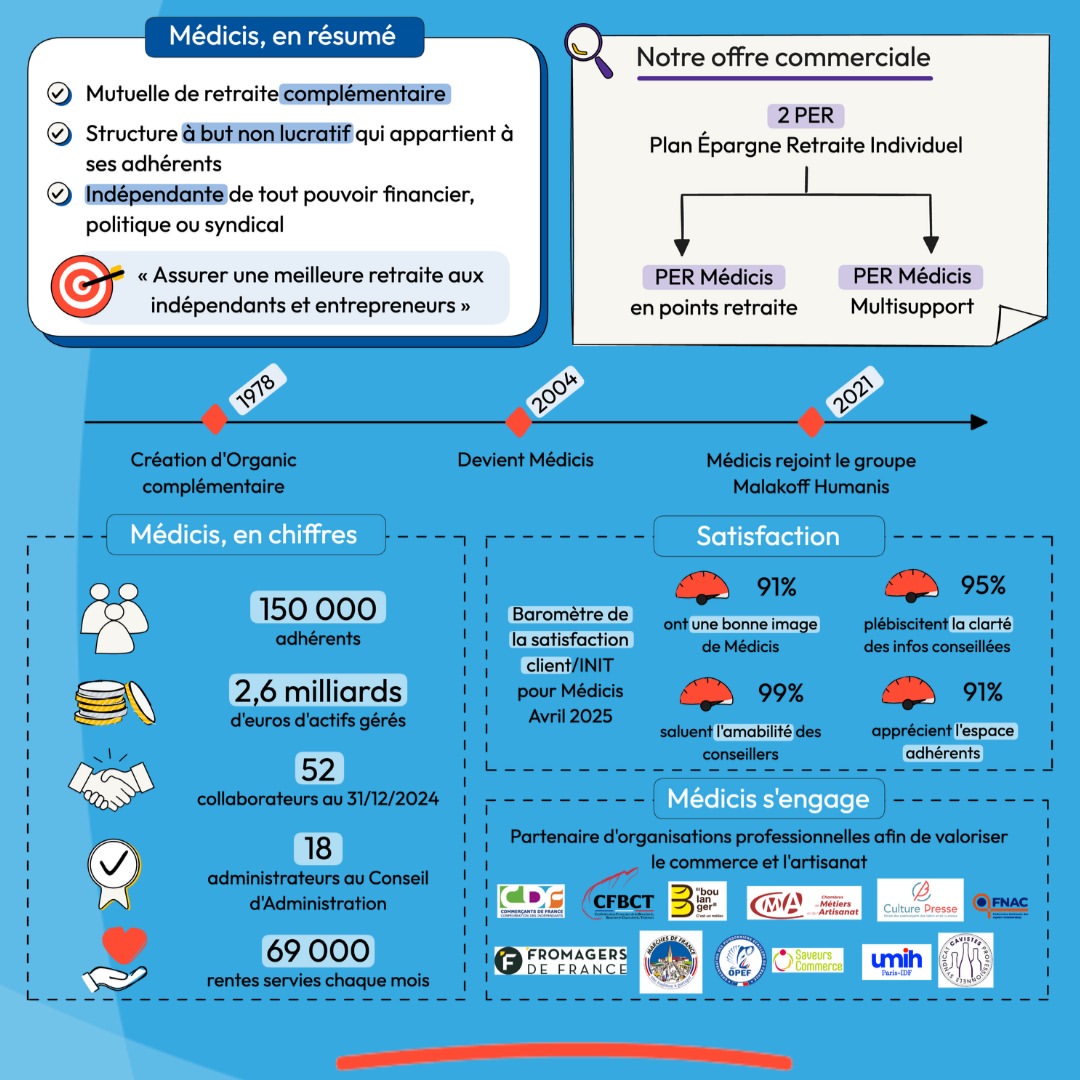 Médicis, en résumé
Mutuelle de retraite complémentaire
Structure à but non lucratif qui appartient à
ses adhérents
Indépendante de tout pouvoir financier,
politique ou syndical
« Assurer une meilleure retraite aux
indépendants et entrepreneurs »
Notre offre commerciale
2 PER
Plan Épargne Retraite Individuel
PER Médicis
en points retraite
PER Médicis
Multisupport
1978
2004
2021
Création d'Organic
complémentaire
Devient Médicis
Médicis rejoint le groupe
Malakoff Humanis
Médicis, en chiffres
150 000
adhérents
2,6 milliards
d'euros d'actifs gérés
52
collaborateurs au 31/12/2024
18
administrateurs au Conseil
d'Administration
69 000
rentes servies chaque mois
Satisfaction
Baromètre de
la satisfaction
client/INIT
pour Médicis
Avril 2025
91%
ont une bonne image
de Médicis
95%
plébiscitent la clarté
des infos conseillées
99%
saluent l'amabilité des
conseillers
91%
apprécient l'espace
adhérents
Médicis s'engage
Partenaire d'organisations professionnelles afin de valoriser
le commerce et l'artisanat
CDF
COMMERÇANTS DE FRANCE
CFBCT
"bou
lan
ger"
C'est un métier
CMA
Chambres
Métiers
Artisanat
Culture Presse
FNAC
FROMAGERS
DE FRANCE
MARCHÉS DE FRANCE
OPEF
Saveurs
Commerce
umih
Paris-IDF
SYNDICAT CAVISTES PROFESSIONNELS